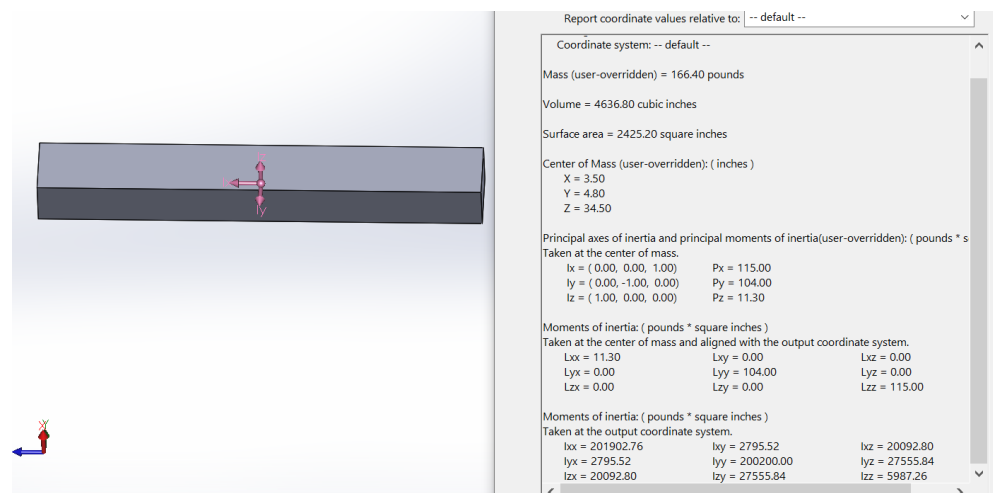 Report coordinate values relative to: -- default --
Coordinate system: -- default --
Mass (user-overridden) = 166.40 pounds
Volume = 4636.80 cubic inches
Surface area = 2425.20 square inches
Center of Mass (user-overridden): ( inches )
X = 3.50
Y = 4.80
Z = 34.50
Principal axes of inertia and principal moments of inertia(user-overridden): ( pounds * s
Taken at the center of mass.
Ix = ( 0.00, 0.00, 1.00) Px = 115.00
Iy = ( 0.00, -1.00, 0.00) Py = 104.00
Iz = ( 1.00, 0.00, 0.00) Pz = 11.30
Moments of inertia: ( pounds * square inches )
Taken at the center of mass and aligned with the output coordinate system.
Lxx = 11.30 Lxy = 0.00 Lxz = 0.00
Lyx = 0.00 Lyy = 104.00 Lyz = 0.00
Lzx = 0.00 Lzy = 0.00 Lzz = 115.00
Moments of inertia: ( pounds * square inches )
Taken at the output coordinate system.
Ixx = 201902.76 Ixy = 2795.52 Ixz = 20092.80
Iyx = 2795.52 Iyy = 200200.00 Iyz = 27555.84
Izx = 20092.80 Izy = 27555.84 Izz = 5987.26
Iy